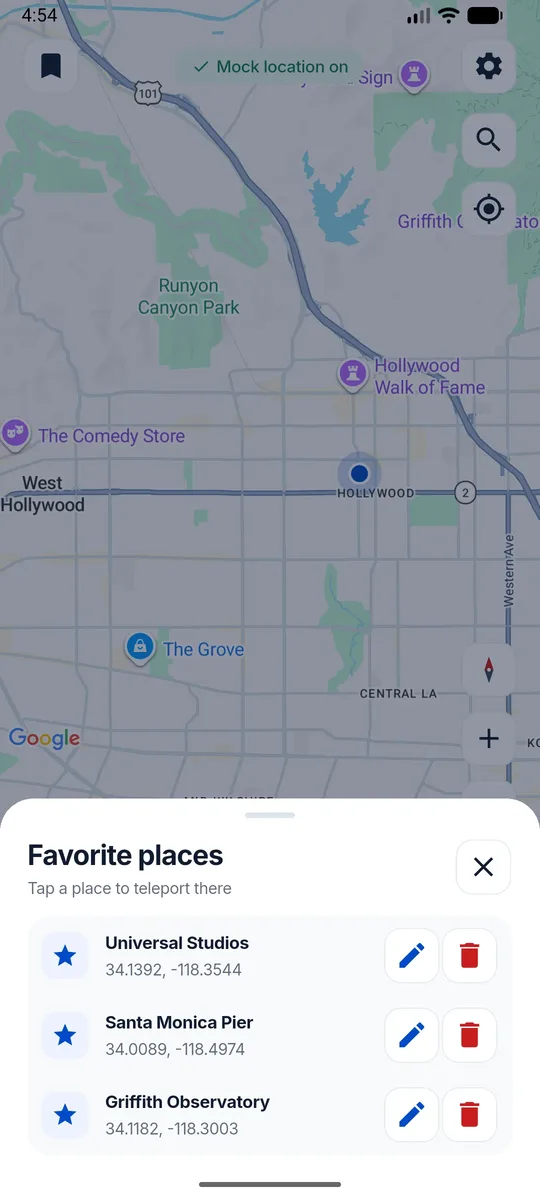 4:54
Mock location on
Sign
101
Griffith
Runyon
Canyon Park
Hollywood
Walk of Fame
The Comedy Store
West
Hollywood
HOLLYWOOD
2
Western Ave
The Grove
CENTRAL LA
Google
Favorite places
Tap a place to teleport there
Universal Studios
34.1392, -118.3544
Santa Monica Pier
34.0089, -118.4974
Griffith Observatory
34.1182, -118.3003